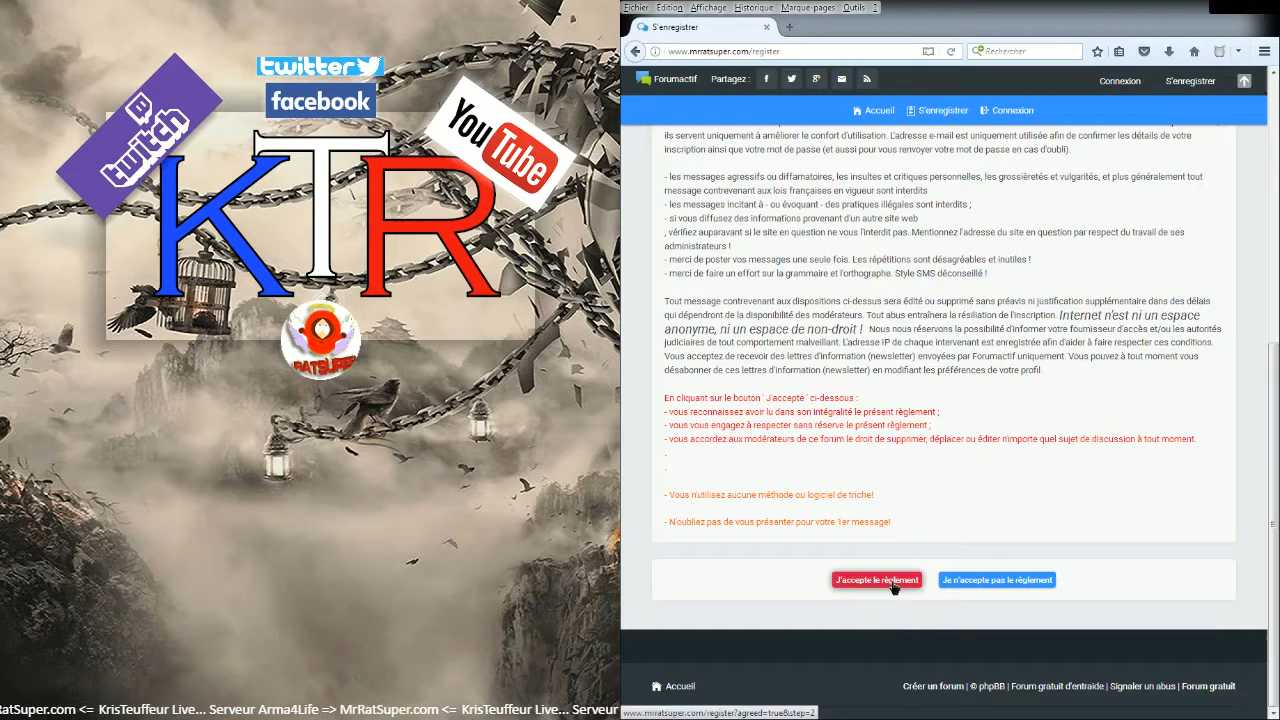 Fichier Édition Affichage Historique Marque-pages Outils ?
S'enregistrer
www.mrratsuper.com/register
Rechercher
Forumactif Partagez : Connexion S'enregistrer
Accueil S'enregistrer Connexion
ils servent uniquement à améliorer le confort d'utilisation. L'adresse e-mail est uniquement utilisée afin de confirmer les détails de votre
inscription ainsi que votre mot de passe (et aussi pour vous renvoyer votre mot de passe en cas d'oubli).
- les messages agressifs ou diffamatoires, les insultes et critiques personnelles, les grossièretés et vulgarités, et plus généralement tout
message contrevenant aux lois françaises en vigueur sont interdits
- les messages incitant à - ou évoquant - des pratiques illégales sont interdits ;
- si vous diffusez des informations provenant d'un autre site web
, vérifiez auparavant si le site en question ne vous l'interdit pas. Mentionnez l'adresse du site en question par respect du travail de ses
administrateurs !
- merci de poster vos messages une seule fois. Les répétitions sont désagréables et inutiles !
- merci de faire un effort sur la grammaire et l'orthographe. Style SMS déconseillé !
Tout message contrevenant aux dispositions ci-dessus sera édité ou supprimé sans préavis ni justification supplémentaire dans des délais
qui dépendront de la disponibilité des modérateurs. Tout abus entraînera la résiliation de l'inscription. Internet n'est ni un espace
anonyme, ni un espace de non-droit ! Nous nous réservons la possibilité d'informer votre fournisseur d'accès et/ou les autorités
judiciaires de tout comportement malveillant. L'adresse IP de chaque intervenant est enregistrée afin d'aider à faire respecter ces conditions.
Vous acceptez de recevoir des lettres d'information (newsletter) envoyées par Forumactif uniquement. Vous pouvez à tout moment vous
désabonner de ces lettres d'information (newsletter) en modifiant les préférences de votre profil.
En cliquant sur le bouton ' J'accepte ' ci-dessous :
- vous reconnaissez avoir lu dans son intégralité le présent règlement ;
- vous vous engagez à respecter sans réserve le présent règlement ;
- vous accordez aux modérateurs de ce forum le droit de supprimer, déplacer ou éditer n'importe quel sujet de discussion à tout moment.
.
.
- Vous n'utilisez aucune méthode ou logiciel de triche!
- N'oubliez pas de vous présenter pour votre 1er message!
J'accepte le règlement Je n'accepte pas le règlement
Accueil
Créer un forum | © phpBB | Forum gratuit d'entraide | Signaler un abus | Forum gratuit
www.mrratsuper.com/register?agreed=true&step=2
twitter
facebook
twitch
You Tube
KTR
RATSUPER
RatSuper.com <= KrisTeuffeur Live... Serveur Arma4Life => MrRatSuper.com <= KrisTeuffeur Live... Serveur